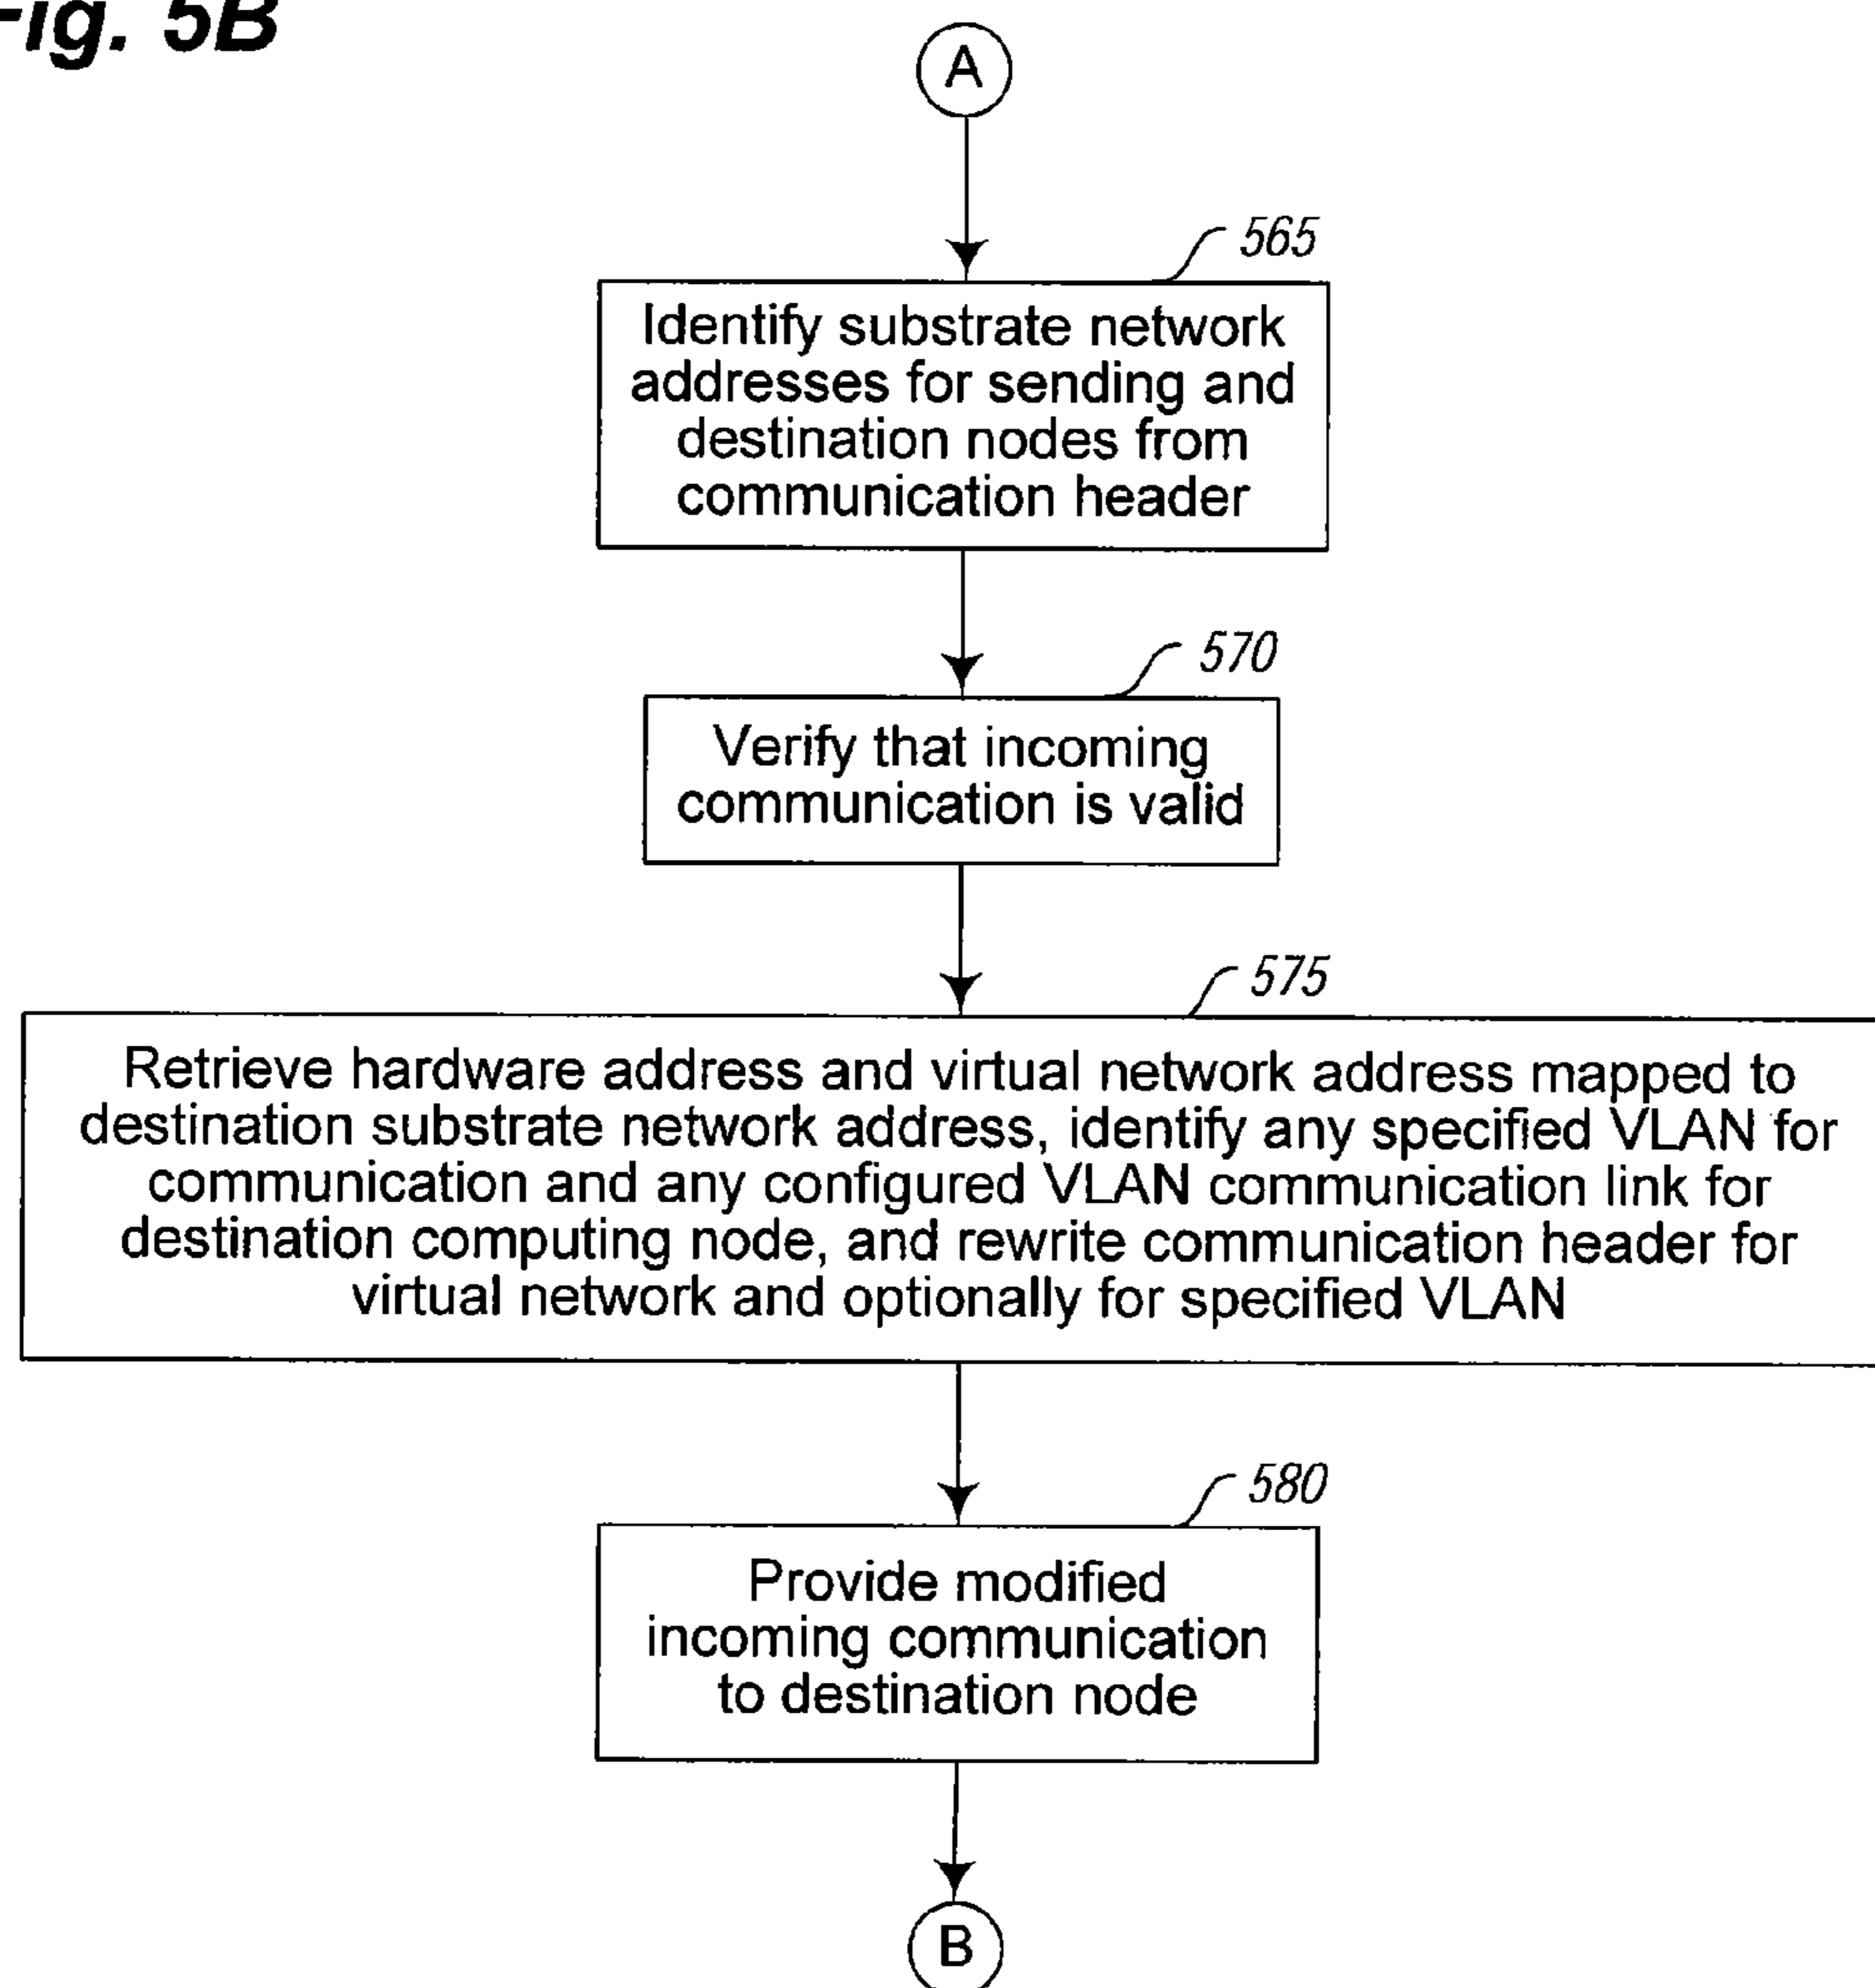 Fig. 5B
A
565
Identify substrate network
addresses for sending and
destination nodes from
communication header
570
Verify that incoming
communication is valid
575
Retrieve hardware address and virtual network address mapped to
destination substrate network address, identify any specified VLAN for
communication and any configured VLAN communication link for
destination computing node, and rewrite communication header for
virtual network and optionally for specified VLAN
580
Provide modified
incoming communication
to destination node
B